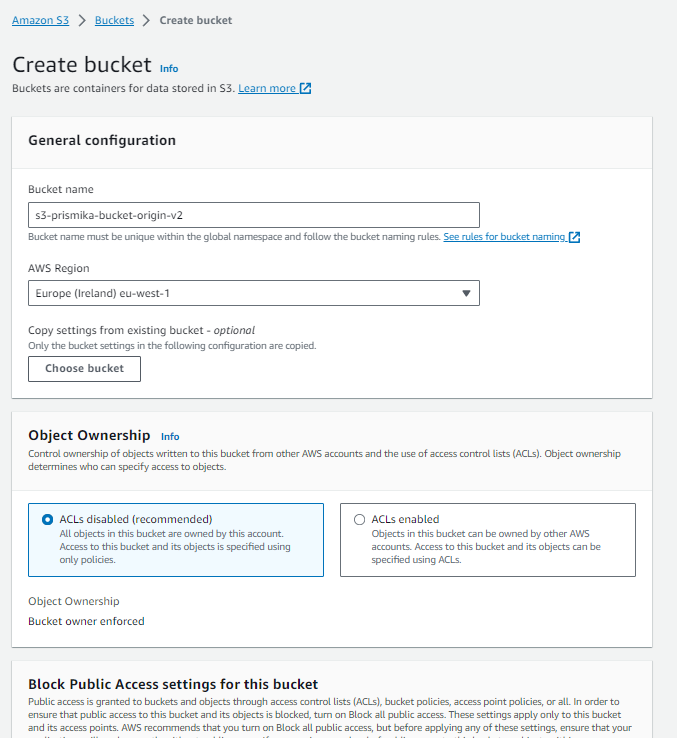 Amazon S3 > Buckets > Create bucket
Create bucket Info
Buckets are containers for data stored in S3. Learn more
General configuration
Bucket name
s3-prismika-bucket-origin-v2
Bucket name must be unique within the global namespace and follow the bucket naming rules. See rules for bucket naming
AWS Region
Europe (Ireland) eu-west-1
Copy settings from existing bucket - optional
Only the bucket settings in the following configuration are copied.
Choose bucket
Object Ownership Info
Control ownership of objects written to this bucket from other AWS accounts and the use of access control lists (ACLs). Object ownership
determines who can specify access to objects.
ACLs disabled (recommended)
All objects in this bucket are owned by this account.
Access to this bucket and its objects is specified using
only policies.
ACLs enabled
Objects in this bucket can be owned by other AWS
accounts. Access to this bucket and its objects can be
specified using ACLs.
Object Ownership
Bucket owner enforced
Block Public Access settings for this bucket
Public access is granted to buckets and objects through access control lists (ACLs), bucket policies, access point policies, or all. In order to
ensure that public access to this bucket and its objects is blocked, turn on Block all public access. These settings apply only to this bucket
and its access points. AWS recommends that you turn on Block all public access, but before applying any of these settings, ensure that your